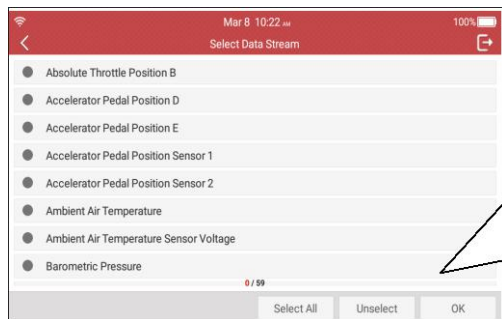 Mar 8 10:22 AM 100%
Select Data Stream
Absolute Throttle Position B
Accelerator Pedal Position D
Accelerator Pedal Position E
Accelerator Pedal Position Sensor 1
Accelerator Pedal Position Sensor 2
Ambient Air Temperature
Ambient Air Temperature Sensor Voltage
Barometric Pressure
0 / 59
Select All Unselect OK